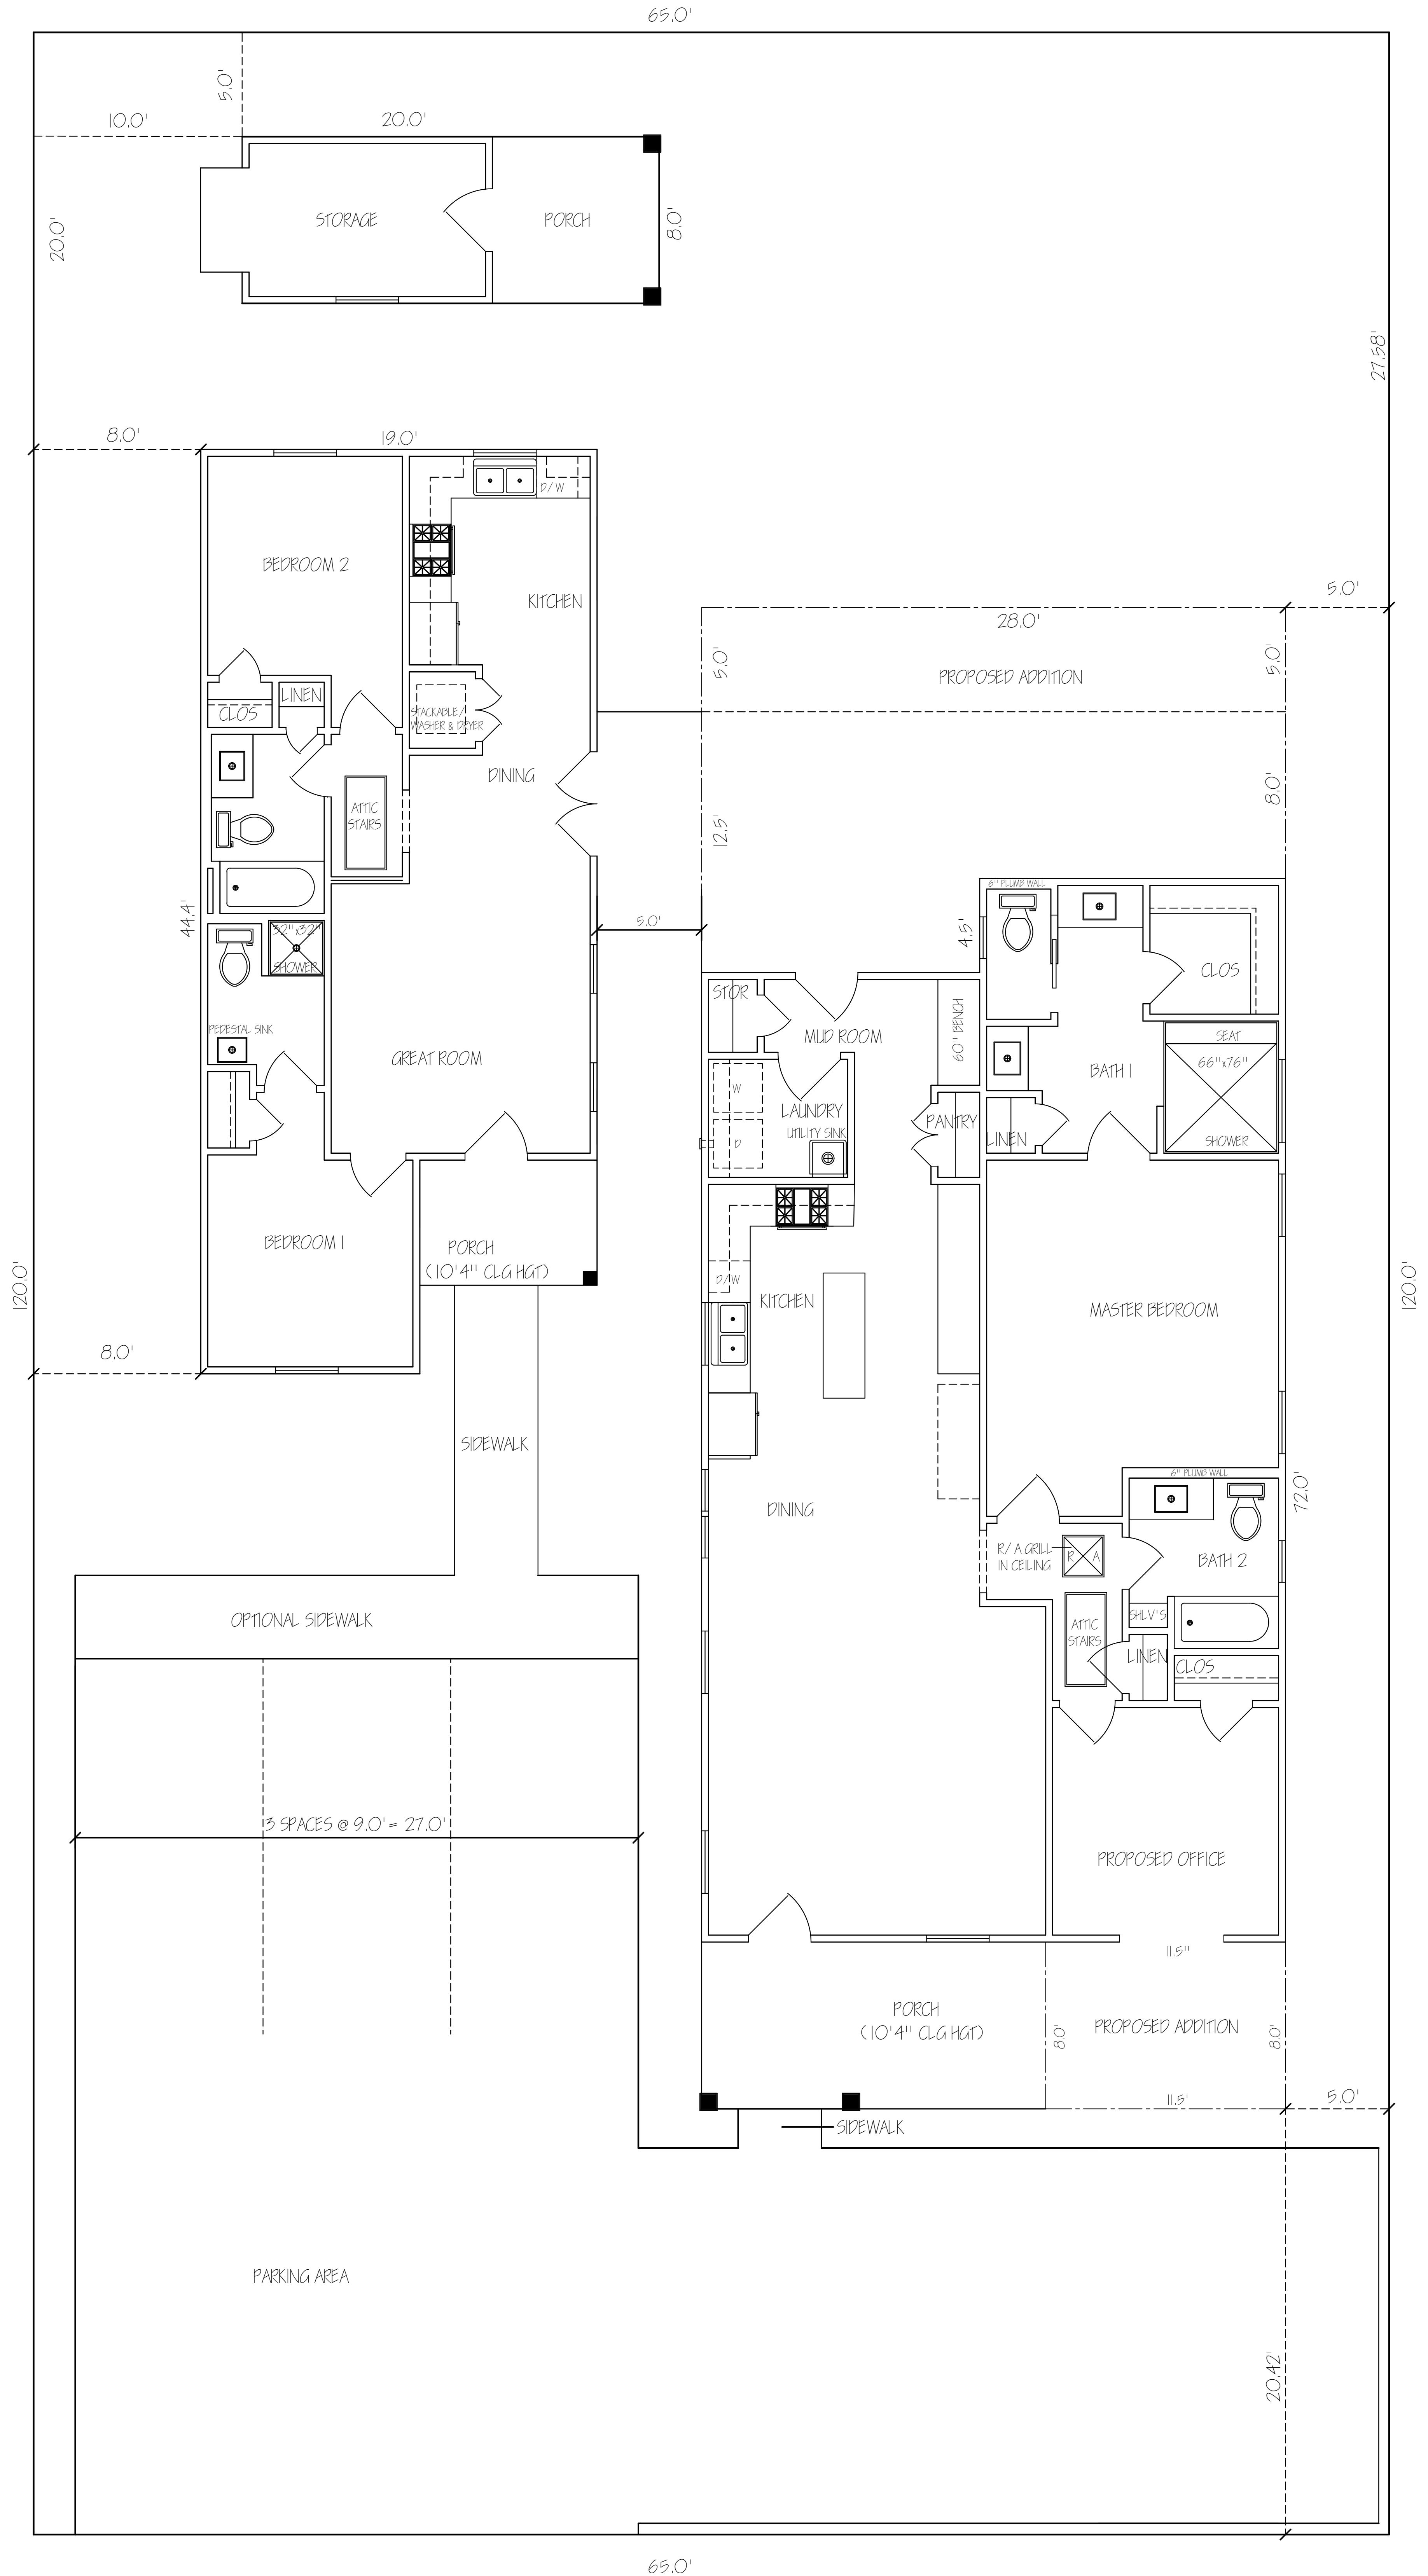 65.0'
5.0'
10.0'
20.0'
20.0'
STORAGE
PORCH
8.0'
27.58'
8.0'
19.0'
D/W
BEDROOM 2
KITCHEN
5.0'
28.0'
5.0'
5.0'
PROPOSED ADDITION
LINEN
CLOS
STACKABLE/
WASHER & DRYER
DINING
ATTIC
STAIRS
12.5'
8.0'
44.4'
5.0'
6" PLUMB WALL
4.5'
32"x32"
SHOWER
CLOS
STOR
PEDESTAL SINK
GREAT ROOM
MUD ROOM
60" BENCH
SEAT
66"x76"
BATH 1
W
LAUNDRY
UTILITY SINK
D
PANTRY
LINEN
SHOWER
BEDROOM 1
PORCH
(10'4" CLG HGT)
120.0'
120.0'
D/W
KITCHEN
MASTER BEDROOM
8.0'
SIDEWALK
6" PLUMB WALL
72.0'
DINING
R/A GRILL
IN CEILING
R A
BATH 2
OPTIONAL SIDEWALK
SHLV'S
ATTIC
STAIRS
LINEN
CLOS
3 SPACES @ 9.0' = 27.0'
PROPOSED OFFICE
11.5"
PORCH
(10'4" CLG HGT)
8.0'
PROPOSED ADDITION
8.0'
11.5'
5.0'
SIDEWALK
PARKING AREA
20.42'
65.0'